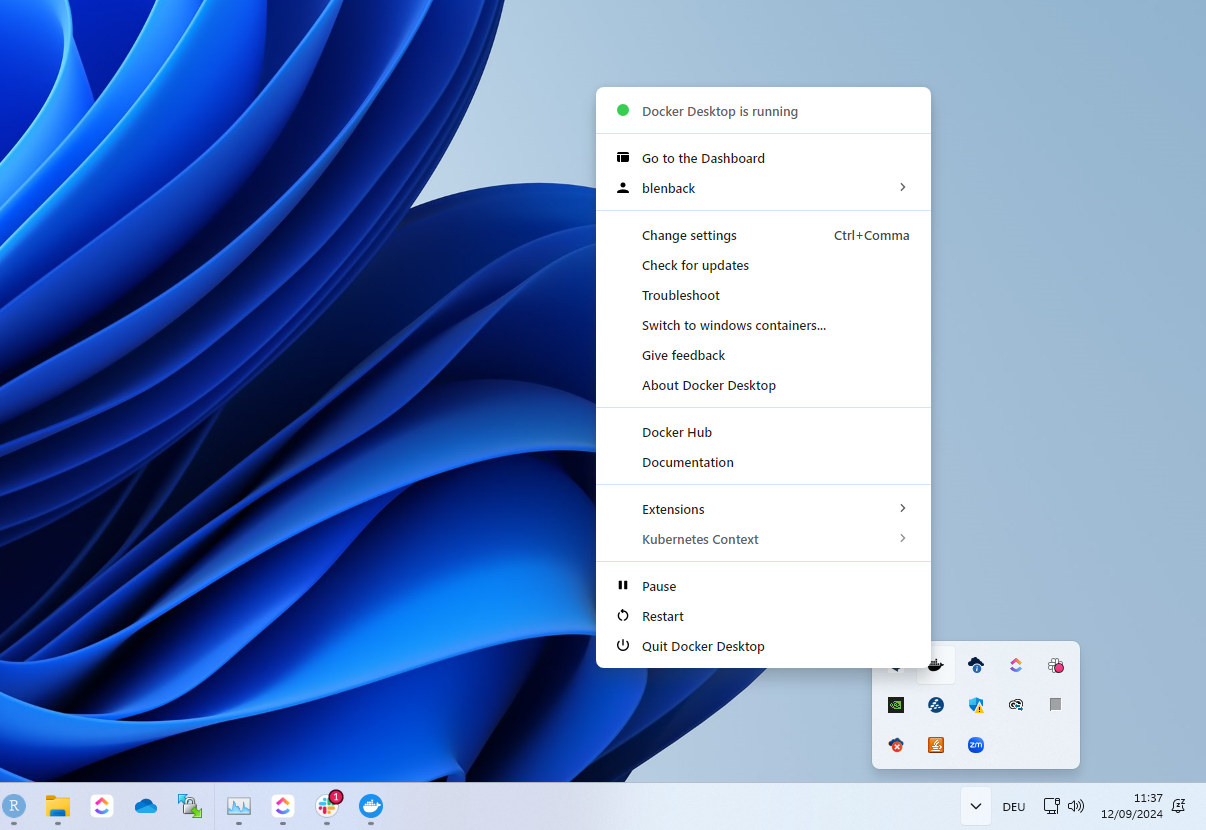 Docker Desktop is running
Go to the Dashboard
blenback
Change settings Ctrl+Comma
Check for updates
Troubleshoot
Switch to windows containers...
Give feedback
About Docker Desktop
Docker Hub
Documentation
Extensions
Kubernetes Context
Pause
Restart
Quit Docker Desktop
zm
R
1
DEU
11:37
12/09/2024